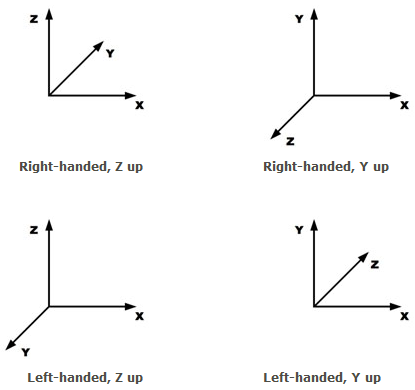 Z
Y
X
Right-handed, Z up
Y
X
Z
Right-handed, Y up
Z
X
Y
Left-handed, Z up
Y
Z
X
Left-handed, Y up